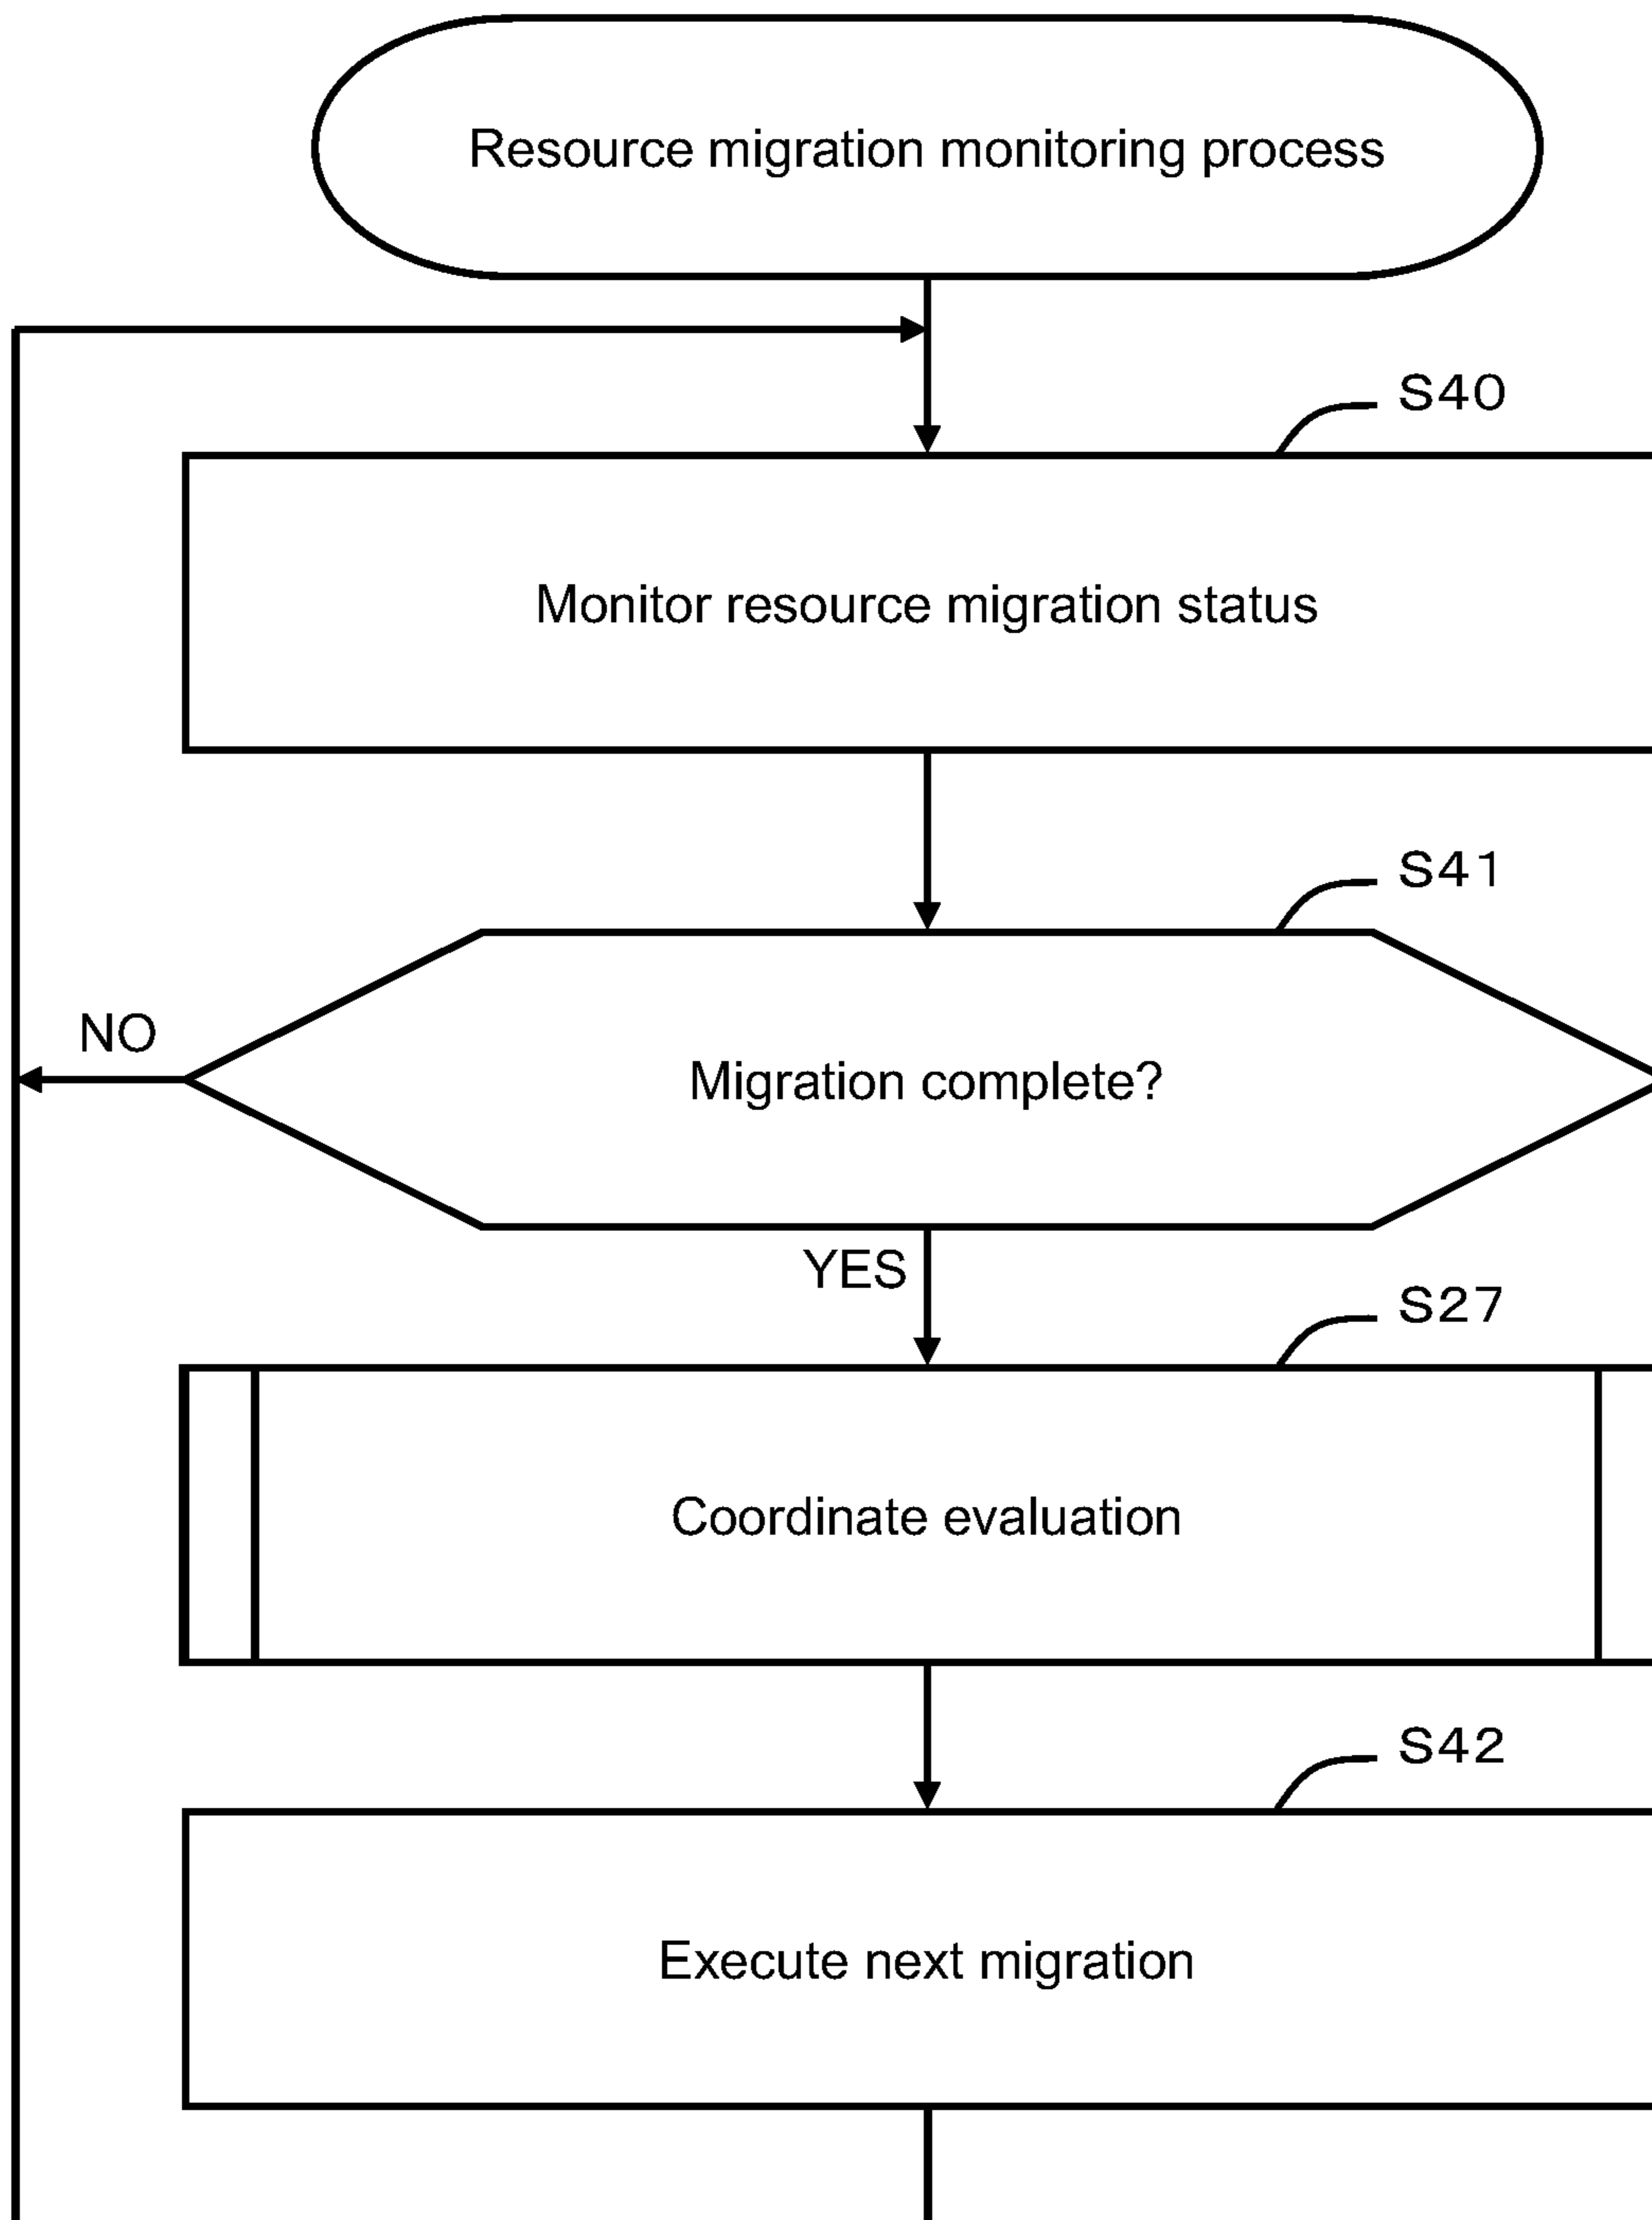 Resource migration monitoring process
S40
Monitor resource migration status
S41
NO
Migration complete?
YES
S27
Coordinate evaluation
S42
Execute next migration